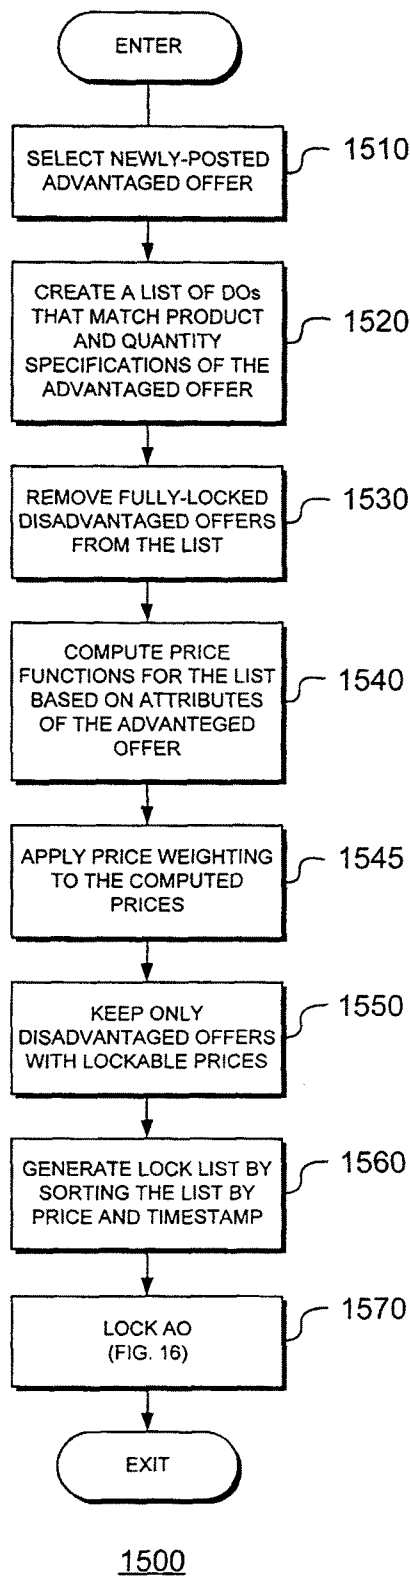 ENTER
SELECT NEWLY-POSTED
ADVANTAGED OFFER
1510
CREATE A LIST OF DOs
THAT MATCH PRODUCT
AND QUANTITY
SPECIFICATIONS OF THE
ADVANTAGED OFFER
1520
REMOVE FULLY-LOCKED
DISADVANTAGED OFFERS
FROM THE LIST
1530
COMPUTE PRICE
FUNCTIONS FOR THE LIST
BASED ON ATTRIBUTES
OF THE ADVANTEGED
OFFER
1540
APPLY PRICE WEIGHTING
TO THE COMPUTED
PRICES
1545
KEEP ONLY
DISADVANTAGED OFFERS
WITH LOCKABLE PRICES
1550
GENERATE LOCK LIST BY
SORTING THE LIST BY
PRICE AND TIMESTAMP
1560
LOCK AO
(FIG. 16)
1570
EXIT
1500